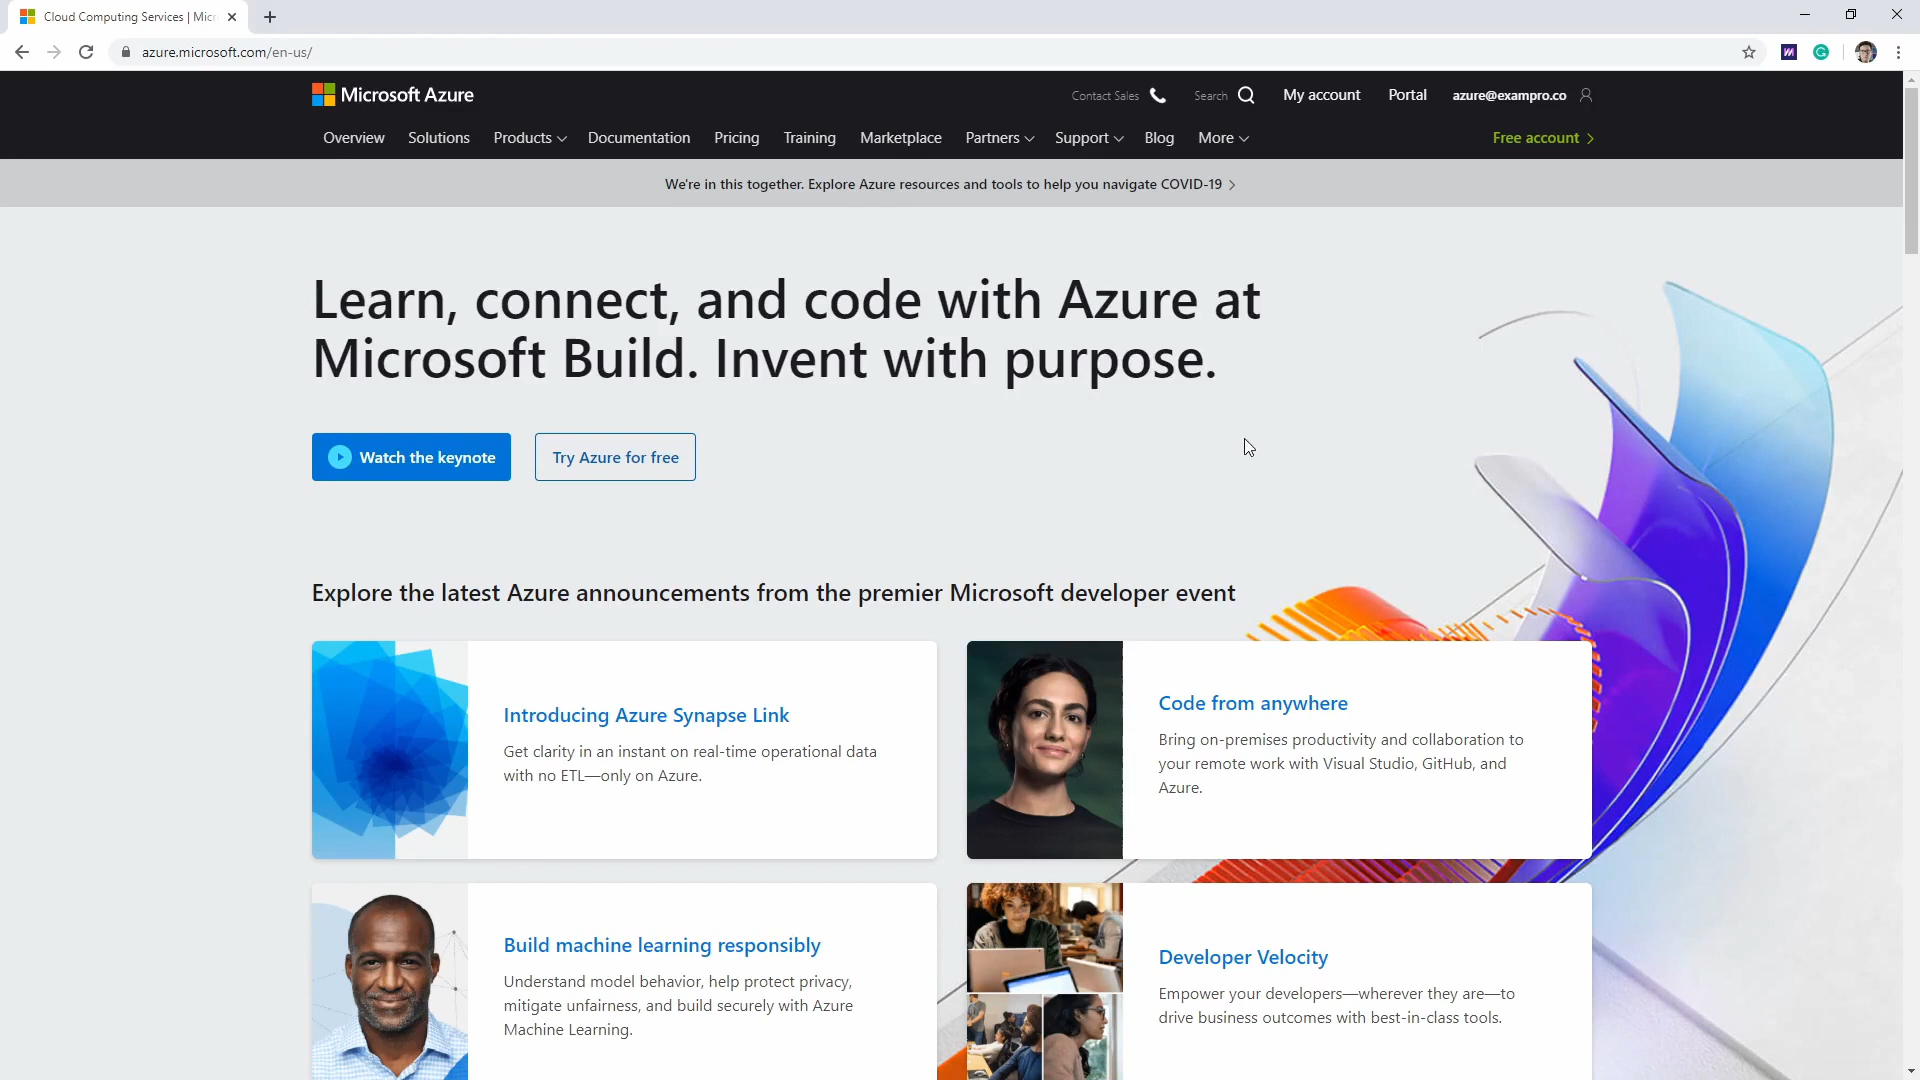 Cloud Computing Services | Micr
azure.microsoft.com/en-us/
Microsoft Azure
Contact Sales
Search
My account
Portal
azure@exampro.co
Overview
Solutions
Products
Documentation
Pricing
Training
Marketplace
Partners
Support
Blog
More
Free account
We're in this together. Explore Azure resources and tools to help you navigate COVID-19
Learn, connect, and code with Azure at
Microsoft Build. Invent with purpose.
Watch the keynote
Try Azure for free
Explore the latest Azure announcements from the premier Microsoft developer event
Introducing Azure Synapse Link
Get clarity in an instant on real-time operational data
with no ETL—only on Azure.
Code from anywhere
Bring on-premises productivity and collaboration to
your remote work with Visual Studio, GitHub, and
Azure.
Build machine learning responsibly
Understand model behavior, help protect privacy,
mitigate unfairness, and build securely with Azure
Machine Learning.
Developer Velocity
Empower your developers—wherever they are—to
drive business outcomes with best-in-class tools.